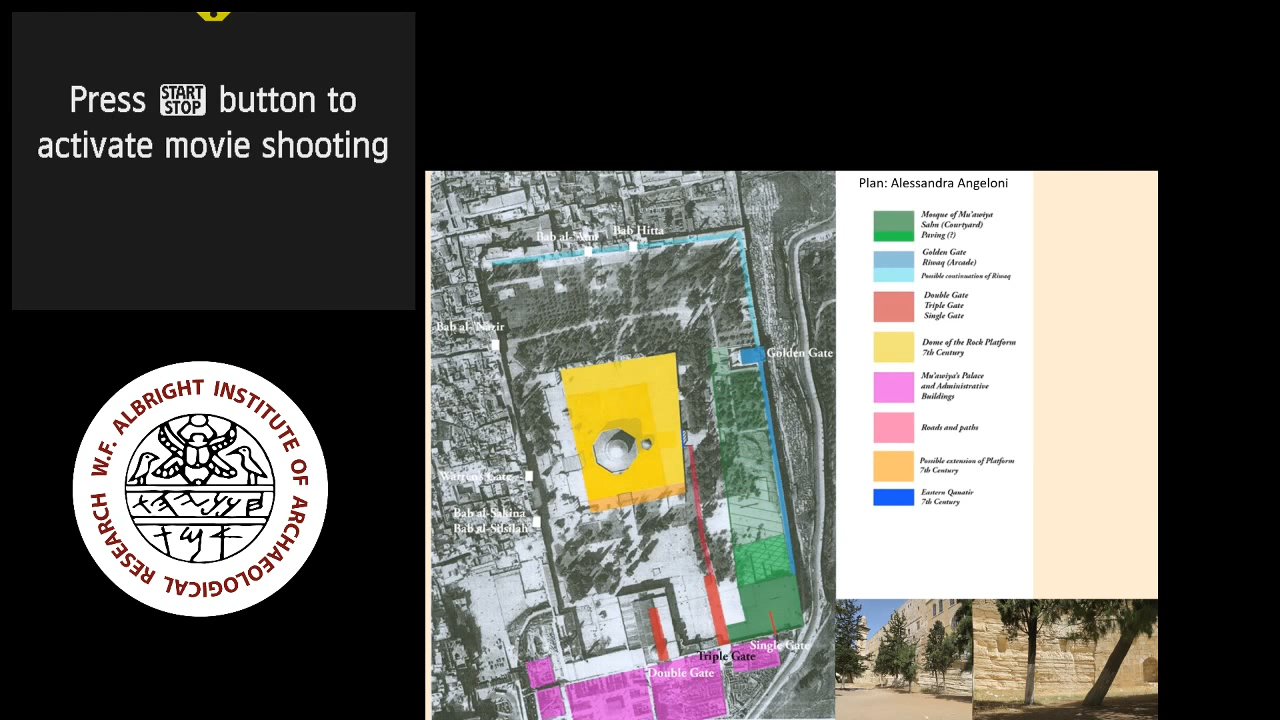 Press START STOP button to
activate movie shooting
W.F. ALBRIGHT INSTITUTE OF ARCHAEOLOGICAL RESEARCH
Plan: Alessandra Angeloni
Mosque of Mu'awiya
Sahn (Courtyard)
Paving (?)
Golden Gate
Riwaq (Arcade)
Possible continuation of Riwaq
Double Gate
Triple Gate
Single Gate
Dome of the Rock Platform
7th Century
Mu'awiya's Palace
and Administrative
Buildings
Roads and paths
Possible extension of Platform
7th Century
Eastern Qanatir
7th Century
Bab Hitta
Bab al-
Bab al- Nazir
Golden Gate
Warren's Gate
Bab al-Sakina
Bab al-Silsilah
Single Gate
Triple Gate
Double Gate